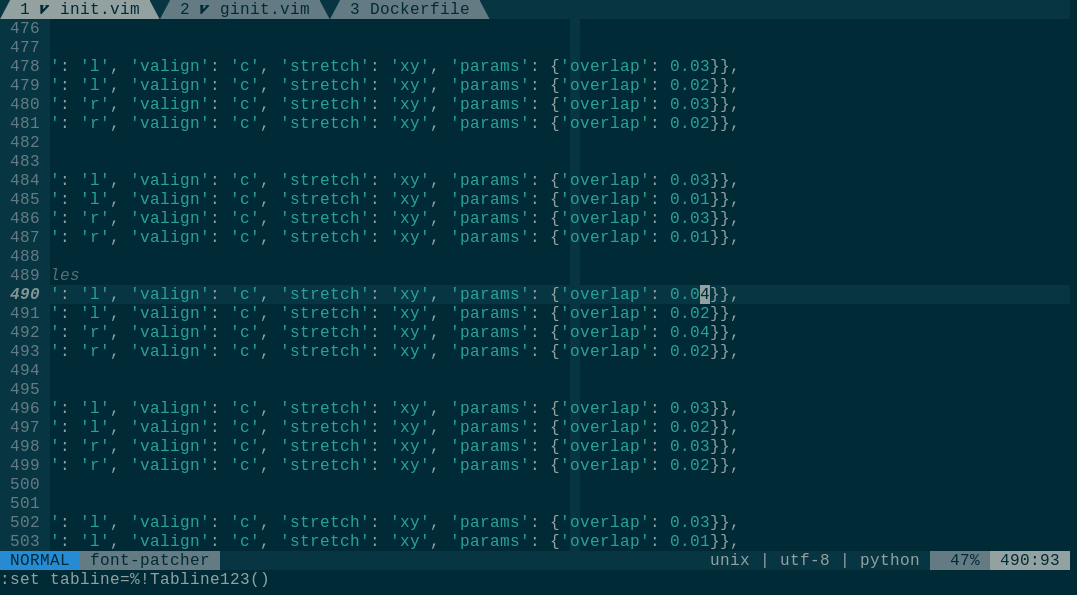 1 init.vim 2 ginit.vim 3 Dockerfile
476
477
478 ': 'l', 'valign': 'c', 'stretch': 'xy', 'params': {'overlap': 0.03}},
479 ': 'l', 'valign': 'c', 'stretch': 'xy', 'params': {'overlap': 0.02}},
480 ': 'r', 'valign': 'c', 'stretch': 'xy', 'params': {'overlap': 0.03}},
481 ': 'r', 'valign': 'c', 'stretch': 'xy', 'params': {'overlap': 0.02}},
482
483
484 ': 'l', 'valign': 'c', 'stretch': 'xy', 'params': {'overlap': 0.03}},
485 ': 'l', 'valign': 'c', 'stretch': 'xy', 'params': {'overlap': 0.01}},
486 ': 'r', 'valign': 'c', 'stretch': 'xy', 'params': {'overlap': 0.03}},
487 ': 'r', 'valign': 'c', 'stretch': 'xy', 'params': {'overlap': 0.01}},
488
489 les
490 ': 'l', 'valign': 'c', 'stretch': 'xy', 'params': {'overlap': 0.04}},
491 ': 'l', 'valign': 'c', 'stretch': 'xy', 'params': {'overlap': 0.02}},
492 ': 'r', 'valign': 'c', 'stretch': 'xy', 'params': {'overlap': 0.04}},
493 ': 'r', 'valign': 'c', 'stretch': 'xy', 'params': {'overlap': 0.02}},
494
495
496 ': 'l', 'valign': 'c', 'stretch': 'xy', 'params': {'overlap': 0.03}},
497 ': 'l', 'valign': 'c', 'stretch': 'xy', 'params': {'overlap': 0.02}},
498 ': 'r', 'valign': 'c', 'stretch': 'xy', 'params': {'overlap': 0.03}},
499 ': 'r', 'valign': 'c', 'stretch': 'xy', 'params': {'overlap': 0.02}},
500
501
502 ': 'l', 'valign': 'c', 'stretch': 'xy', 'params': {'overlap': 0.03}},
503 ': 'l', 'valign': 'c', 'stretch': 'xy', 'params': {'overlap': 0.01}},
NORMAL font-patcher unix | utf-8 | python 47% 490:93
:set tabline=%!Tabline123()